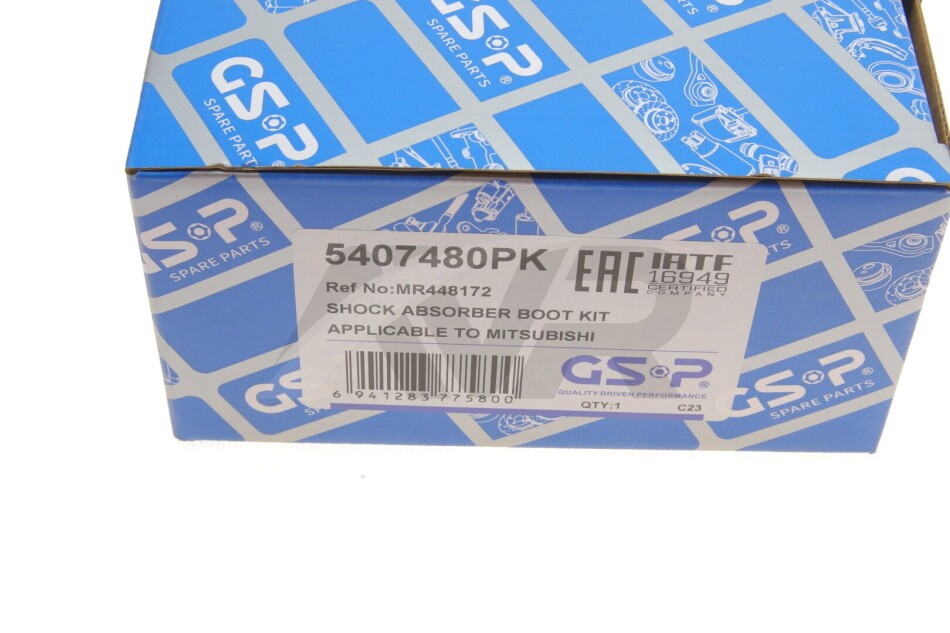 GSP®
SPARE PARTS
GSP®
SPARE PARTS
GSP
GSP
SPARE PARTS
GSP
5407480PK
EAC
IATF
16949
CERTIFIED
COMPANY
Ref No:MR448172
SHOCK ABSORBER BOOT KIT
APPLICABLE TO MITSUBISHI
GSP®
QUALITY DRIVEN PERFORMANCE
6 941283 775800
QTY:1
C23
GSP®
SPARE PARTS